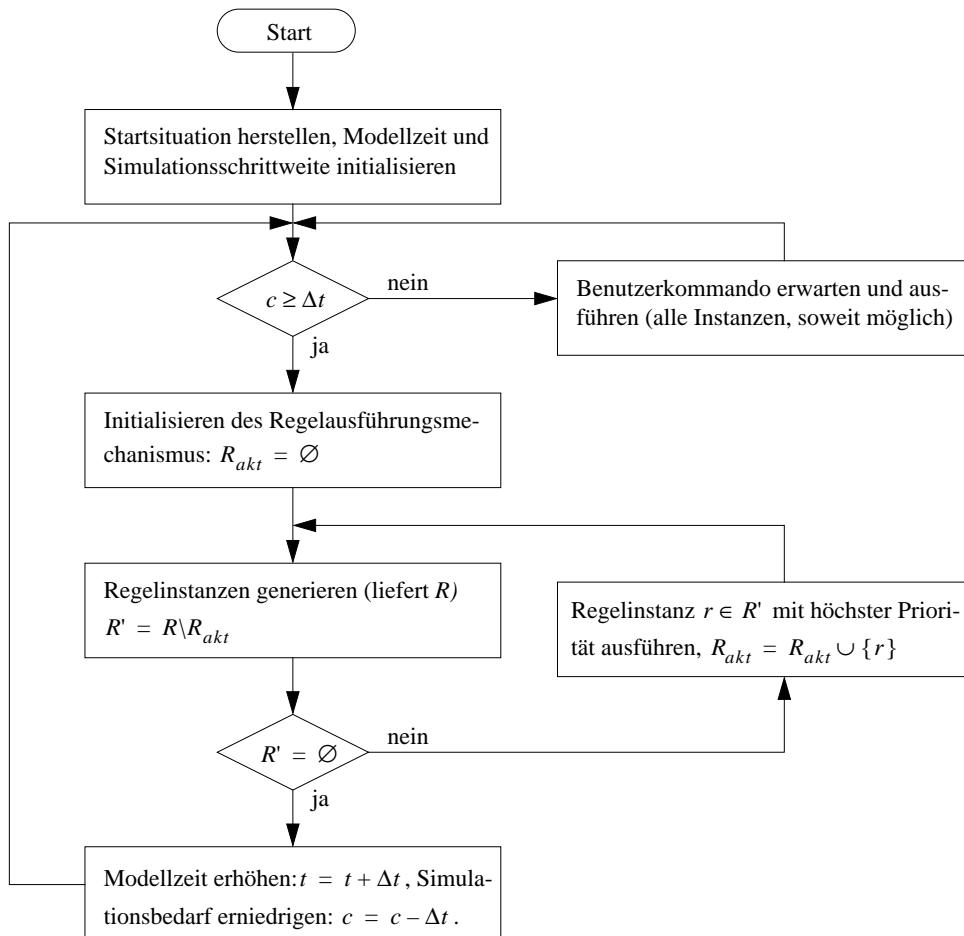 Start
Startsituation herstellen, Modellzeit und
Simulationsschrittweite initialisieren
c ≥ Δt
nein
ja
Benutzerkommando erwarten und aus-
führen (alle Instanzen, soweit möglich)
Initialisieren des Regelausführungsme-
chanismus: R_akt = ∅
Regelinstanzen generieren (liefert R)
R' = R\R_akt
Regelinstanz r ∈ R' mit höchster Priori-
tät ausführen, R_akt = R_akt ∪ {r}
R' = ∅
nein
ja
Modellzeit erhöhen: t = t + Δt, Simula-
tionsbedarf erniedrigen: c = c – Δt.